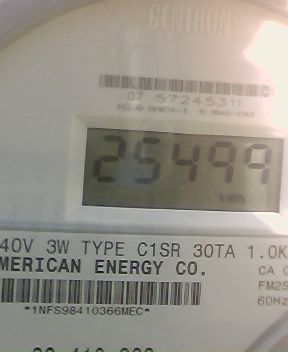 CENTRON
07 57245311
25499
kWh
40V 3W TYPE C1SR 30TA 1.0K
MERICAN ENERGY CO.
CA 0
FM2S
60Hz
*1NFS98410366MEC*